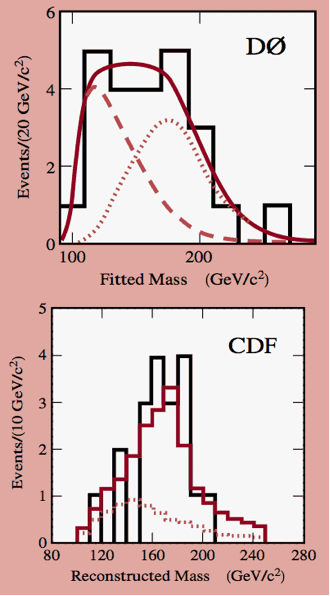 6
DØ
4
2
0
Events/(20 GeV/c²)
100 200
Fitted Mass (GeV/c²)
5
CDF
4
3
2
1
0
Events/(10 GeV/c²)
80 120 160 200 240 280
Reconstructed Mass (GeV/c²)